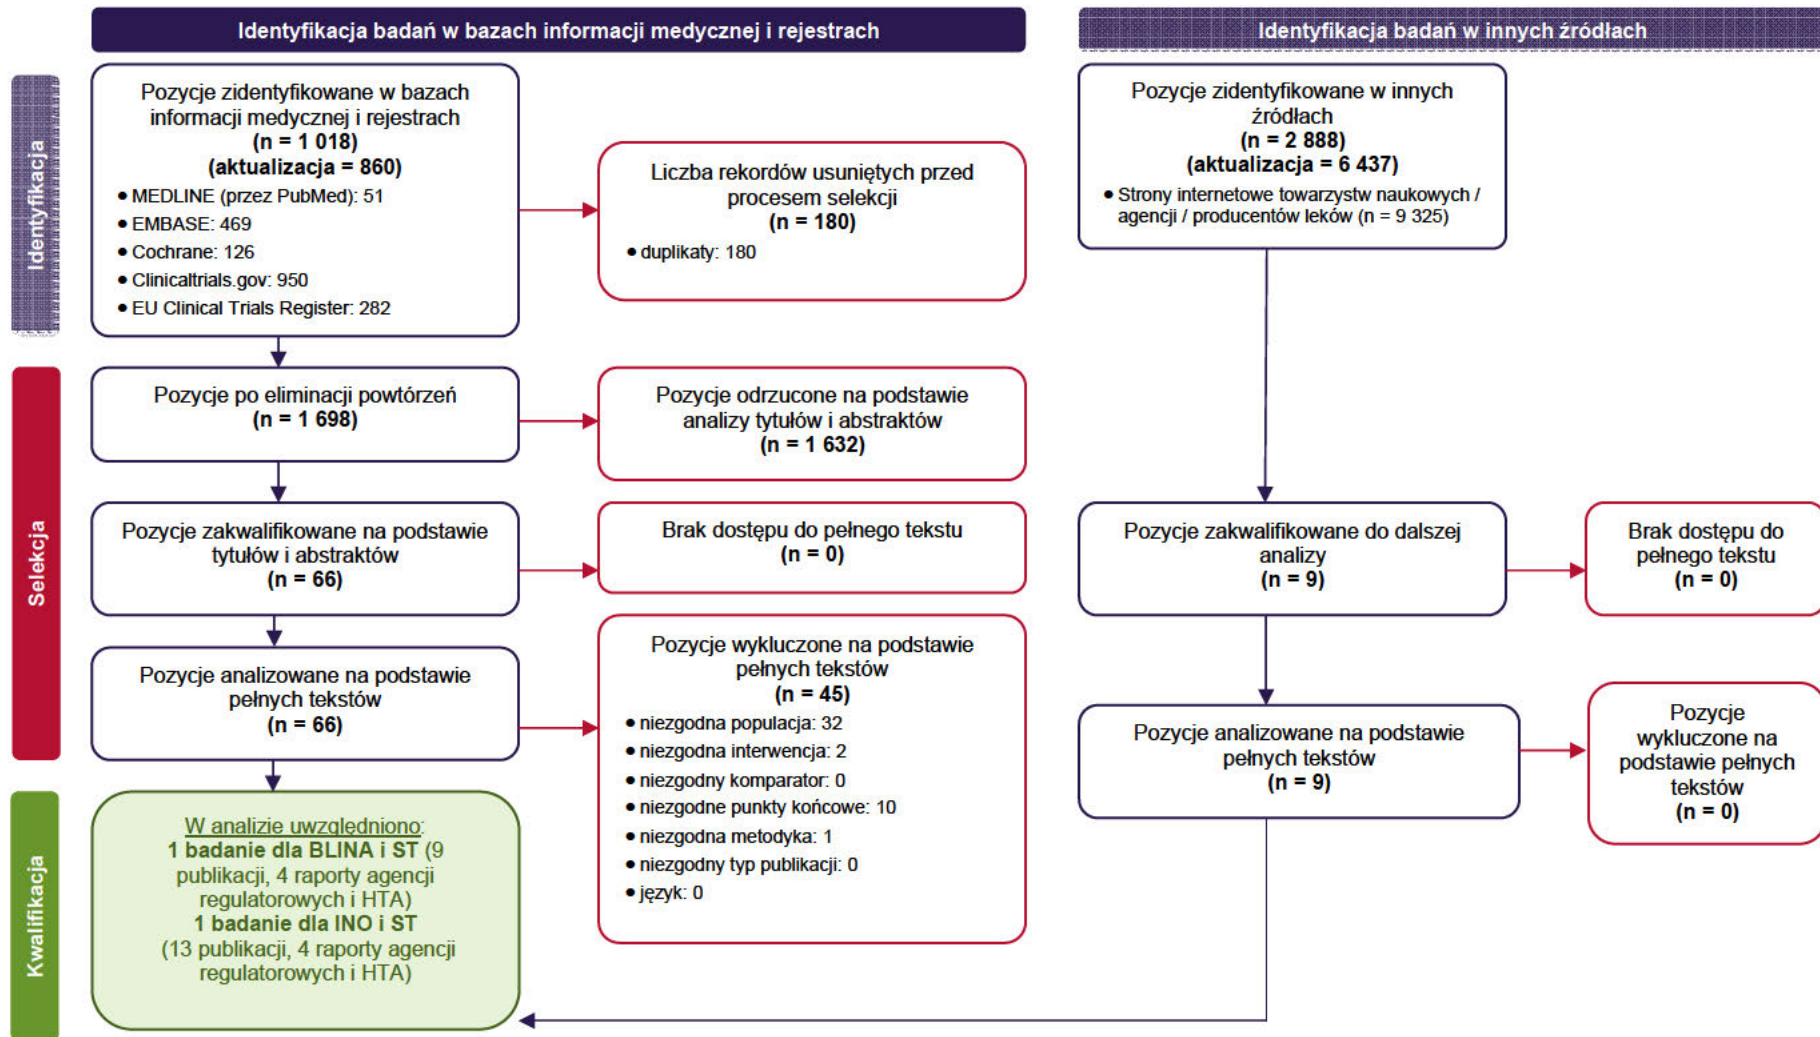 Identyfikacja badań w bazach informacji medycznej i rejestrach
Identyfikacja badań w innych źródłach
Identyfikacja
Pozycje zidentyfikowane w bazach
informacji medycznej i rejestrach
(n = 1 018)
(aktualizacja = 860)
• MEDLINE (przez PubMed): 51
• EMBASE: 469
• Cochrane: 126
• Clinicaltrials.gov: 950
• EU Clinical Trials Register: 282
Liczba rekordów usuniętych przed
procesem selekcji
(n = 180)
• duplikaty: 180
Pozycje zidentyfikowane w innych
źródłach
(n = 2 888)
(aktualizacja = 6 437)
• Strony internetowe towarzystw naukowych /
agencji / producentów leków (n = 9 325)
Selekcja
Pozycje po eliminacji powtórzeń
(n = 1 698)
Pozycje odrzucone na podstawie
analizy tytułów i abstraktów
(n = 1 632)
Pozycje zakwalifikowane na podstawie
tytułów i abstraktów
(n = 66)
Brak dostępu do pełnego tekstu
(n = 0)
Pozycje zakwalifikowane do dalszej
analizy
(n = 9)
Brak dostępu do
pełnego tekstu
(n = 0)
Pozycje analizowane na podstawie
pełnych tekstów
(n = 66)
Pozycje wykluczone na podstawie
pełnych tekstów
(n = 45)
• niezgodna populacja: 32
• niezgodna interwencja: 2
• niezgodny komparator: 0
• niezgodne punkty końcowe: 10
• niezgodna metodyka: 1
• niezgodny typ publikacji: 0
• język: 0
Pozycje analizowane na podstawie
pełnych tekstów
(n = 9)
Pozycje
wykluczone na
podstawie pełnych
tekstów
(n = 0)
Kwalifikacja
W analizie uwzględniono:
1 badanie dla BLINA i ST (9
publikacji, 4 raporty agencji
regulatorowych i HTA)
1 badanie dla INO i ST
(13 publikacji, 4 raporty agencji
regulatorowych i HTA)